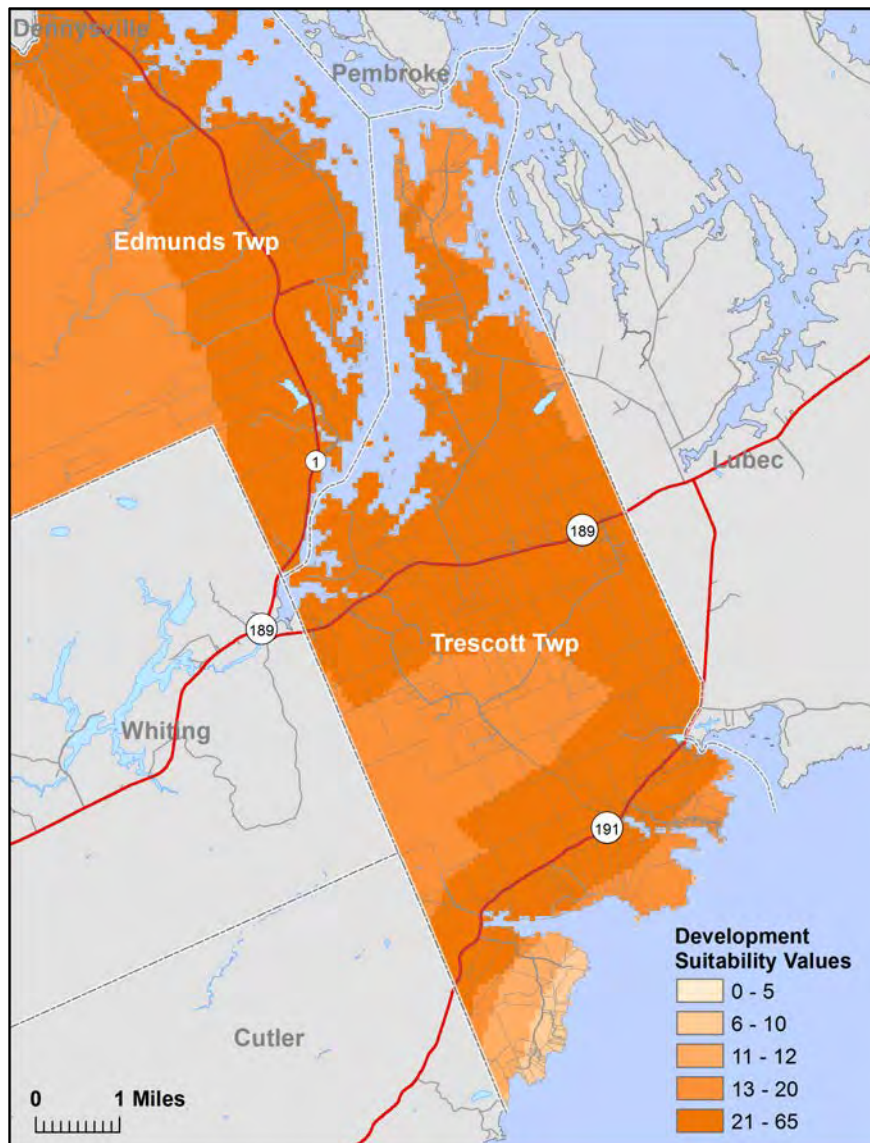 Dennysville
Pembroke
Edmunds Twp
1
Lubec
189
189
Trescott Twp
Whiting
191
Cutler
0 1 Miles
Development
Suitability Values
0 - 5
6 - 10
11 - 12
13 - 20
21 - 65